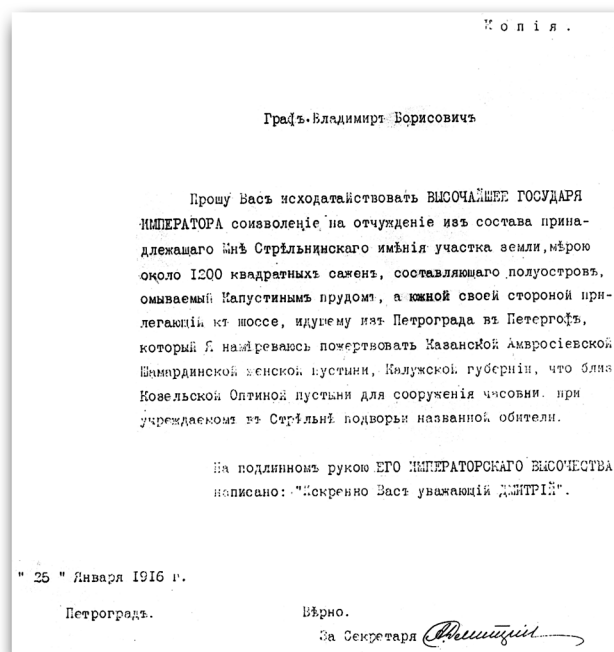 Копія.
Графъ Владимиръ Борисовичъ
Прошу Васъ исходатайствовать ВЫСОЧАЙШЕЕ ГОСУДАРЯ
ИМПЕРАТОРА соизволеніе на отчужденіе изъ состава прина-
длежащаго Мнѣ Стрѣльнинскаго имѣнія участка земли, мѣрою
около 1200 квадратныхъ саженъ, составляющаго полуостровъ,
омываемый Капустинымъ прудомъ, а южной своей стороной при-
легающій къ шоссе, идущему изъ Петрограда въ Петергофъ,
который Я намѣреваюсь пожертвовать Казанской Амвросіевской
Шамардинской женской пустыни, Калужской губерніи, что близ
Козельской Оптиной пустыни для сооруженія часовни при
учреждаемомъ въ Стрѣльнѣ подворьи названной обители.
На подлинномъ рукою ЕГО ИМПЕРАТОРСКАГО ВЫСОЧЕСТВА
написано: "Искренно Васъ уважающій ДМИТРІЙ".
" 25 " Января 1916 г.
Петроградъ.
Вѣрно.
За Секретаря